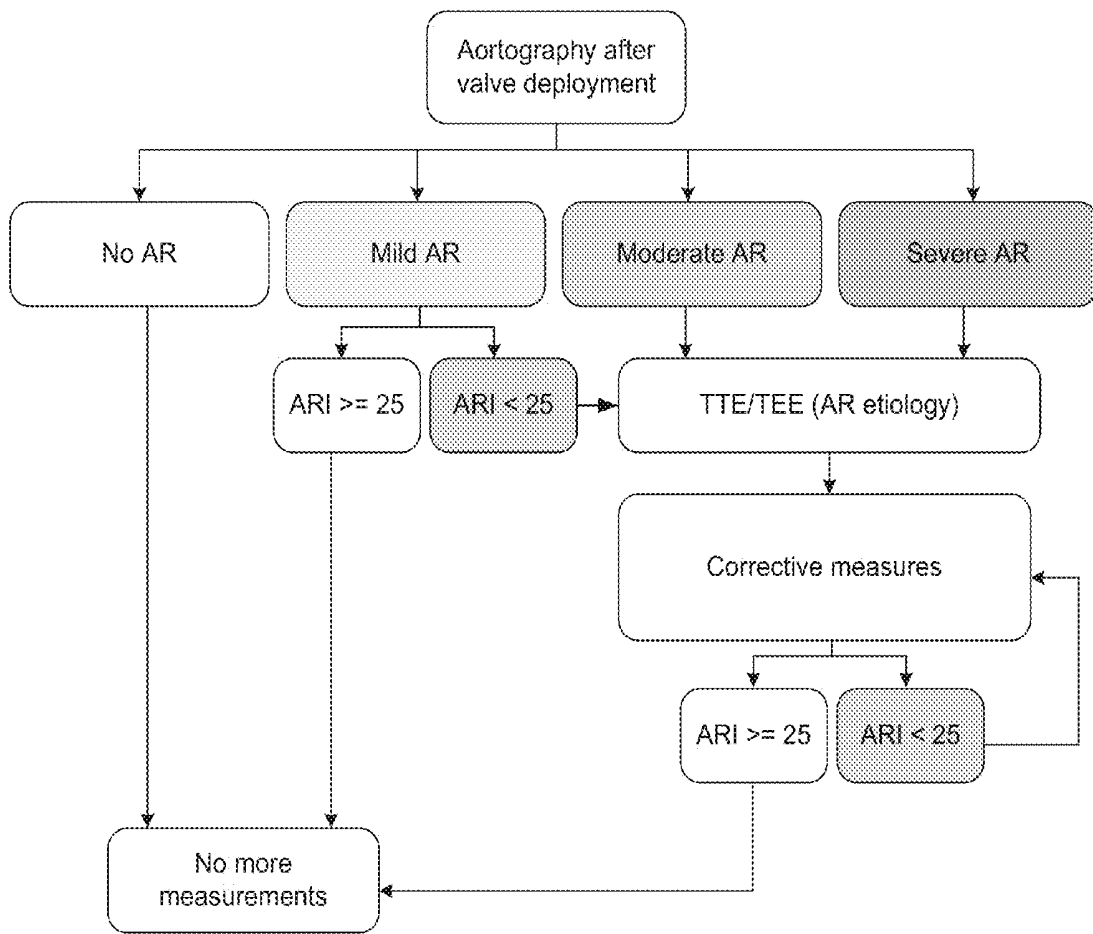 Aortography after
valve deployment
No AR
Mild AR
Moderate AR
Severe AR
ARI >= 25
ARI < 25
TTE/TEE (AR etiology)
Corrective measures
ARI >= 25
ARI < 25
No more
measurements